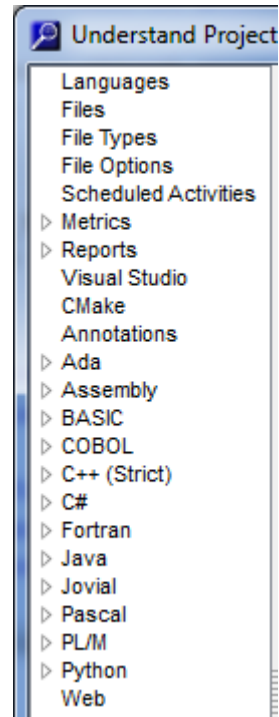 Understand Project
Languages
Files
File Types
File Options
Scheduled Activities
Metrics
Reports
Visual Studio
CMake
Annotations
Ada
Assembly
BASIC
COBOL
C++ (Strict)
C#
Fortran
Java
Jovial
Pascal
PL/M
Python
Web